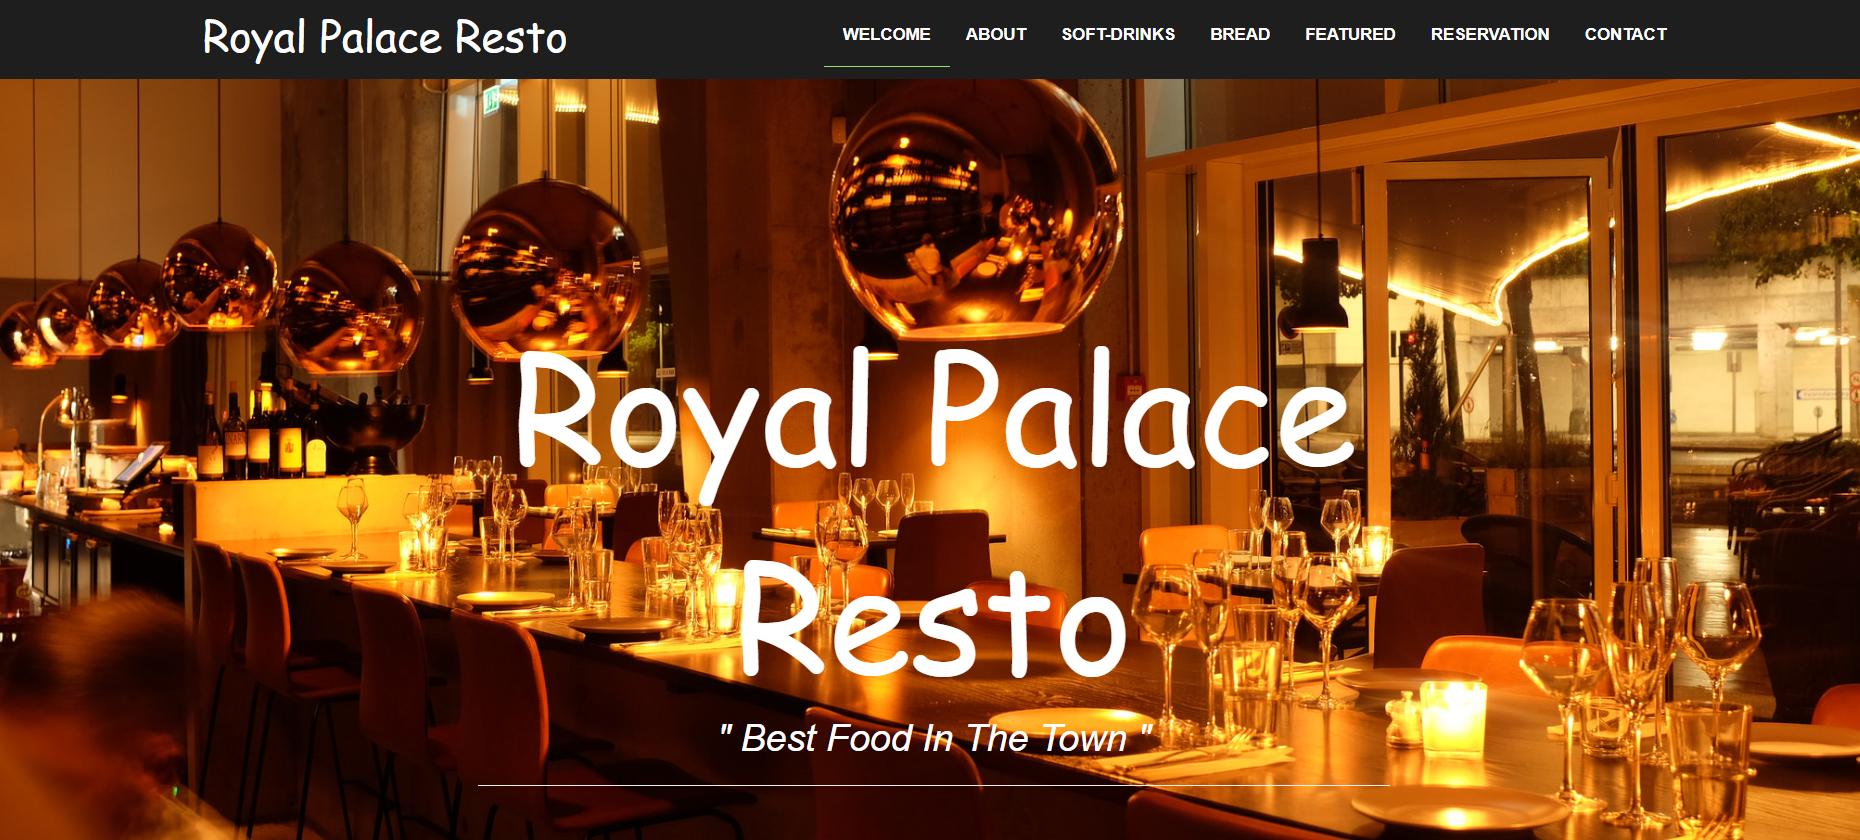 Royal Palace Resto
WELCOME ABOUT SOFT-DRINKS BREAD FEATURED RESERVATION CONTACT
Royal Palace
Resto
" Best Food In The Town "